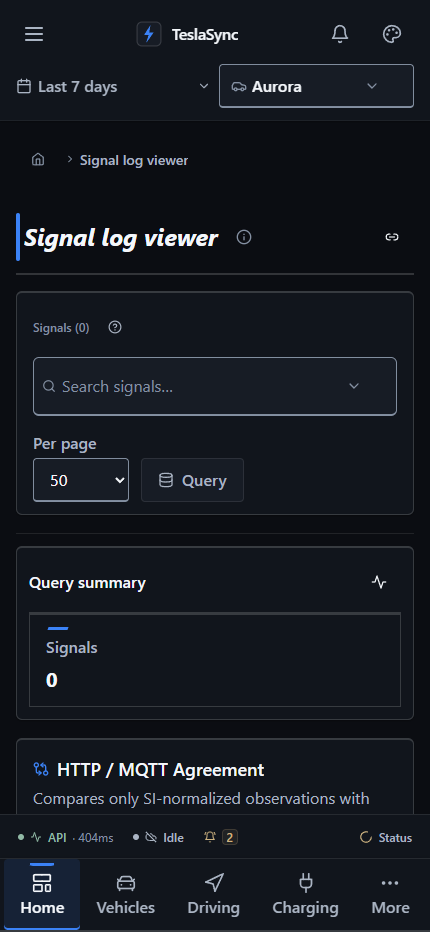 TeslaSync
Last 7 days
Aurora
Signal log viewer
Signal log viewer
Signals (0)
Search signals...
Per page
50
Query
Query summary
Signals
0
HTTP / MQTT Agreement
Compares only SI-normalized observations with
API · 404ms
Idle
2
Status
Home
Vehicles
Driving
Charging
More